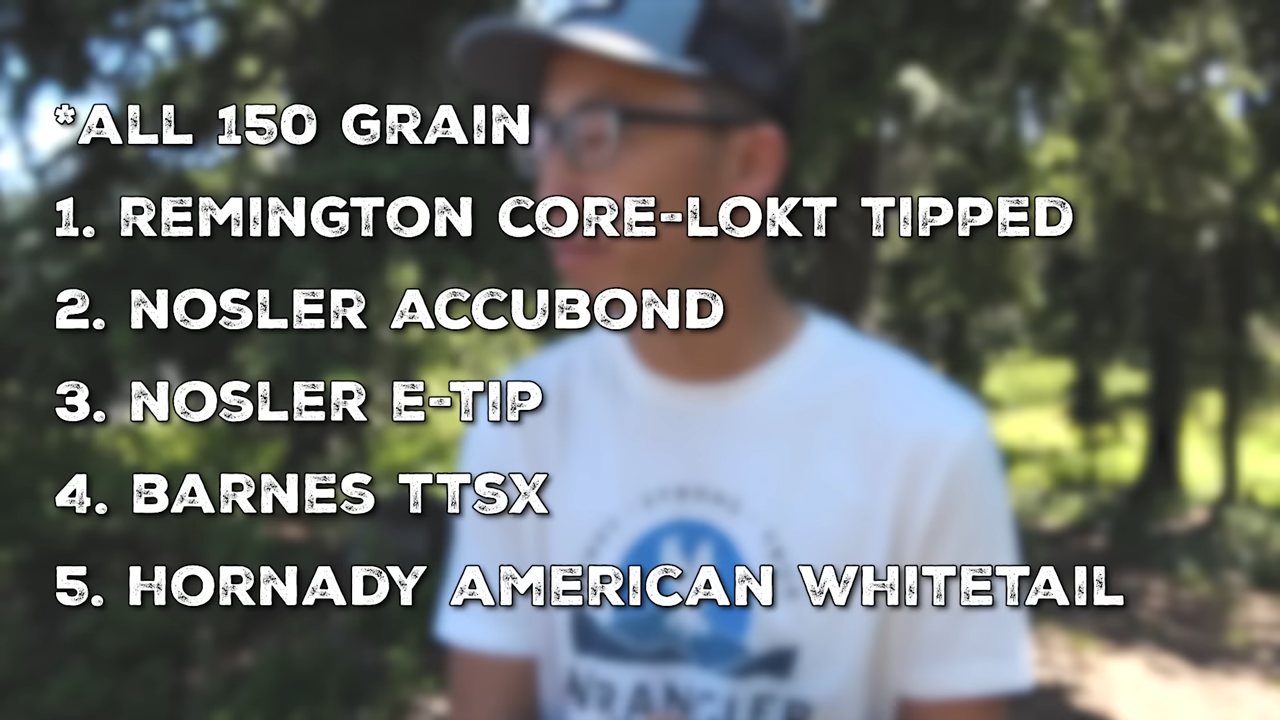 *ALL 150 GRAIN
1. REMINGTON CORE-LOKT TIPPED
2. NOSLER ACCUBOND
3. NOSLER E-TIP
4. BARNES TTSX
5. HORNADY AMERICAN WHITETAIL
WRANGLER